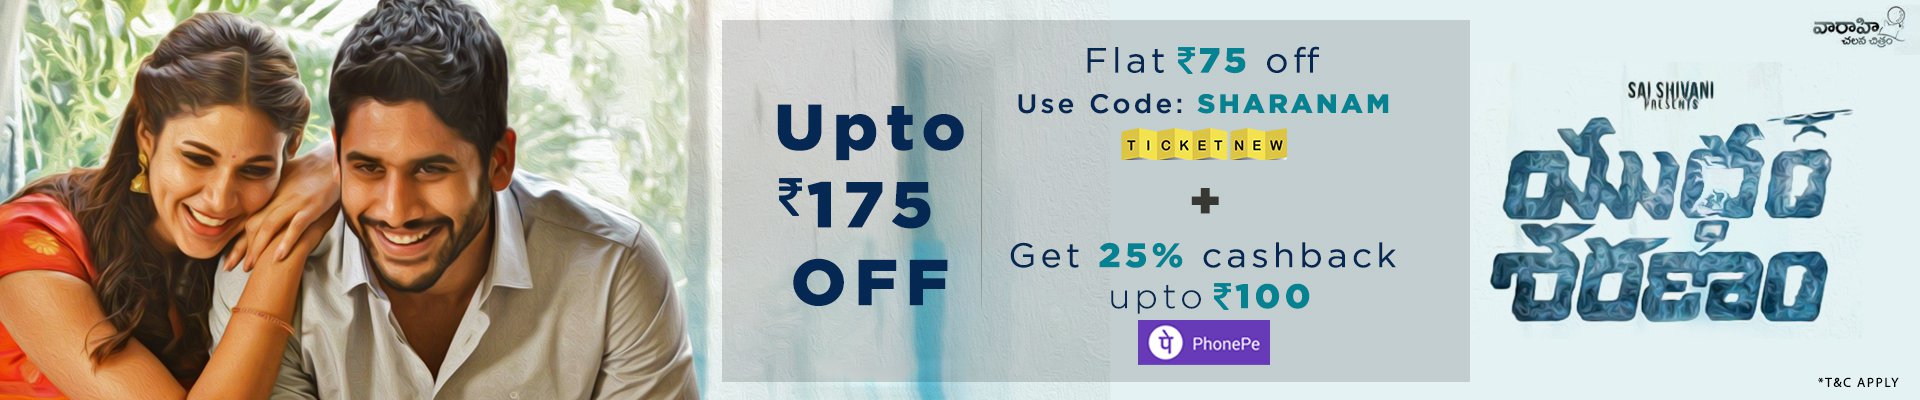 Upto
₹175
OFF
Flat ₹75 off
Use Code: SHARANAM
TICKETNEW
+
Get 25% cashback
upto ₹100
पे PhonePe
వారాహి
చలన చిత్రం
SAI SHIVANI
PRESENTS
యుద్ధం
శరణం
*T&C APPLY